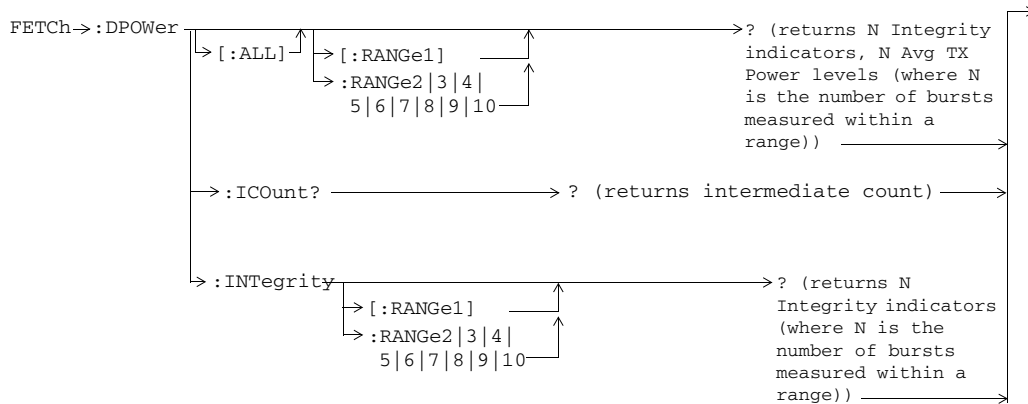 FETCh :DPOWer
[:ALL]
[:RANGe1]
:RANGe2|3|4|
5|6|7|8|9|10
? (returns N Integrity
indicators, N Avg TX
Power levels (where N
is the number of bursts
measured within a
range))
:ICOunt?
? (returns intermediate count)
:INTegrity
[:RANGe1]
:RANGe2|3|4|
5|6|7|8|9|10
? (returns N
Integrity indicators
(where N is the
number of bursts
measured within a
range))